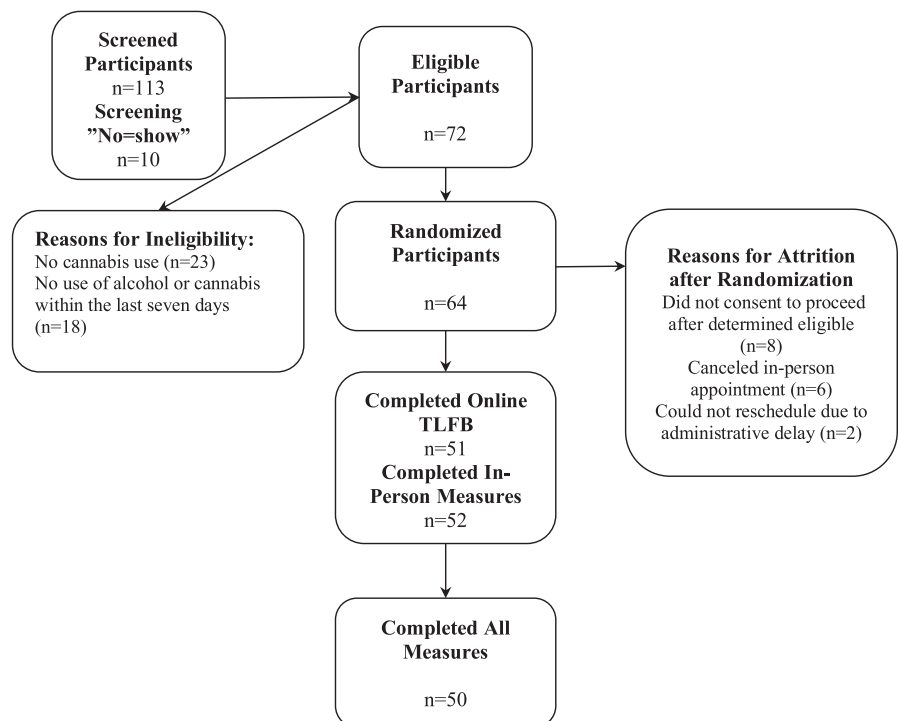 Screened
Participants
n=113
Screening
”No=show”
n=10
Eligible
Participants
n=72
Reasons for Ineligibility:
No cannabis use (n=23)
No use of alcohol or cannabis
within the last seven days
(n=18)
Randomized
Participants
n=64
Reasons for Attrition
after Randomization
Did not consent to proceed
after determined eligible
(n=8)
Canceled in-person
appointment (n=6)
Could not reschedule due to
administrative delay (n=2)
Completed Online
TLFB
n=51
Completed In-
Person Measures
n=52
Completed All
Measures
n=50